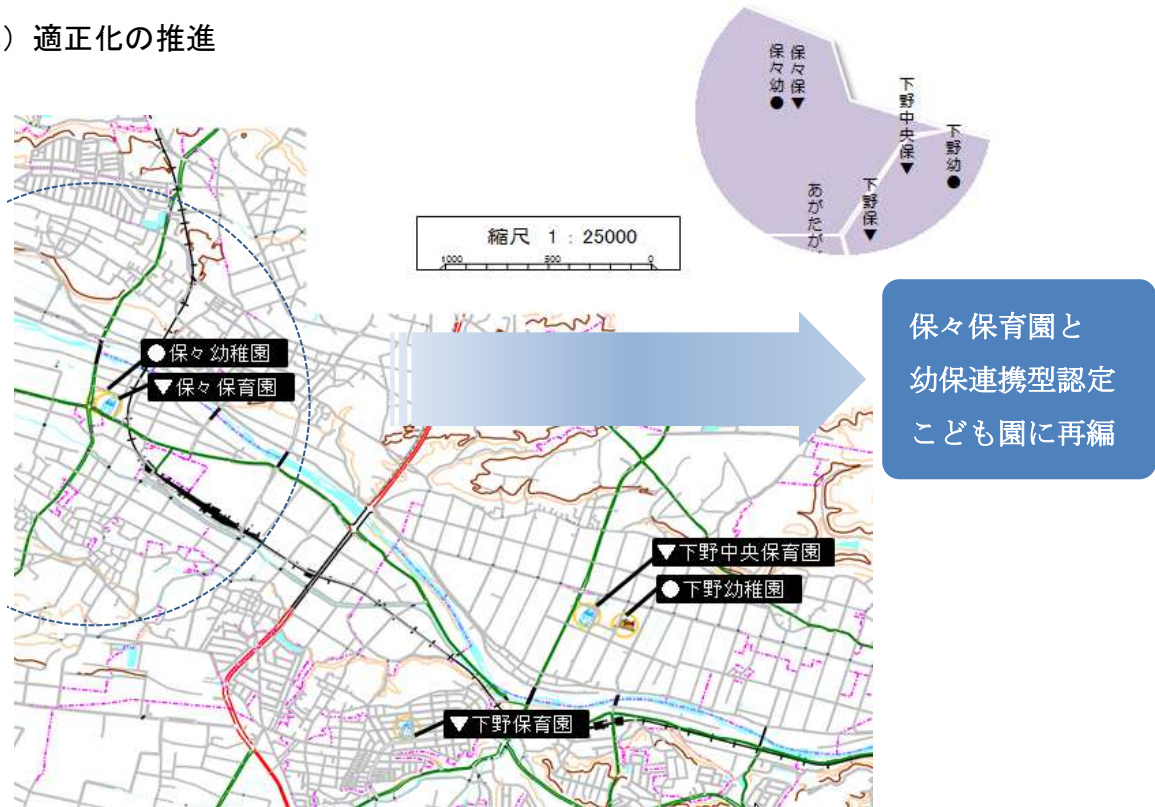 ）適正化の推進
保々幼●
保々保▼
下野中央保▼
下野幼●
下野保▼
あがたが
縮尺 1：25000
1000 500 0
●保々幼稚園
▼保々保育園
保々保育園と
幼保連携型認定
こども園に再編
▼下野中央保育園
●下野幼稚園
▼下野保育園